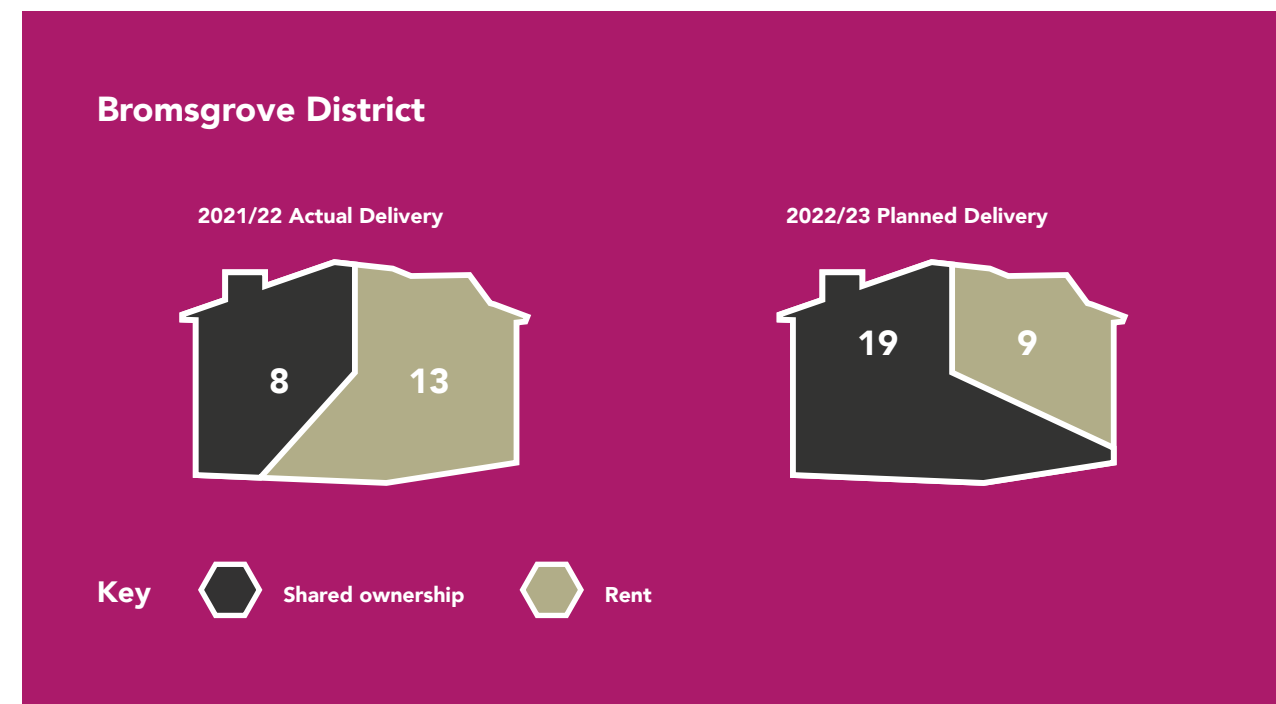 Bromsgrove District
2021/22 Actual Delivery
8
13
2022/23 Planned Delivery
19
9
Key
Shared ownership
Rent